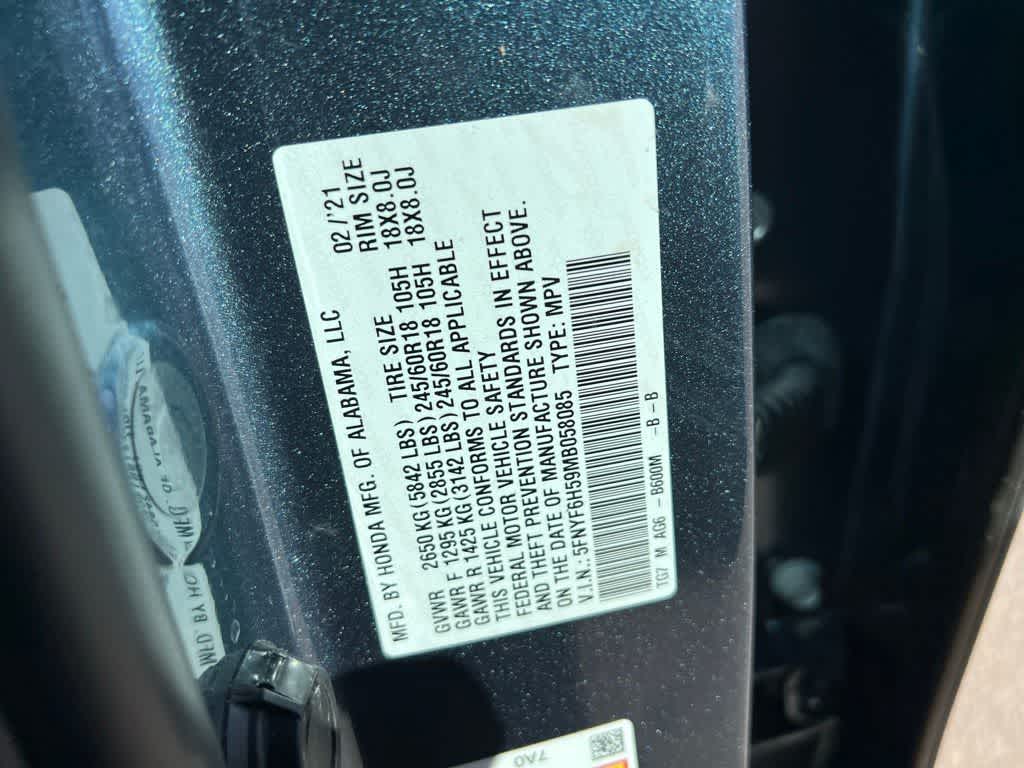 MFD. BY HONDA MFG. OF ALABAMA, LLC 02/'21
GVWR 2650 KG (5842 LBS) TIRE SIZE RIM SIZE
GAWR F 1295 KG (2855 LBS) 245/60R18 105H 18X8.0J
GAWR R 1425 KG (3142 LBS) 245/60R18 105H 18X8.0J
THIS VEHICLE CONFORMS TO ALL APPLICABLE
FEDERAL MOTOR VEHICLE SAFETY
AND THEFT PREVENTION STANDARDS IN EFFECT
ON THE DATE OF MANUFACTURE SHOWN ABOVE.
V.I.N.: 5FNYF6H59MB058085 TYPE: MPV
TG7 M AG6 - B600M -B-B
7A0